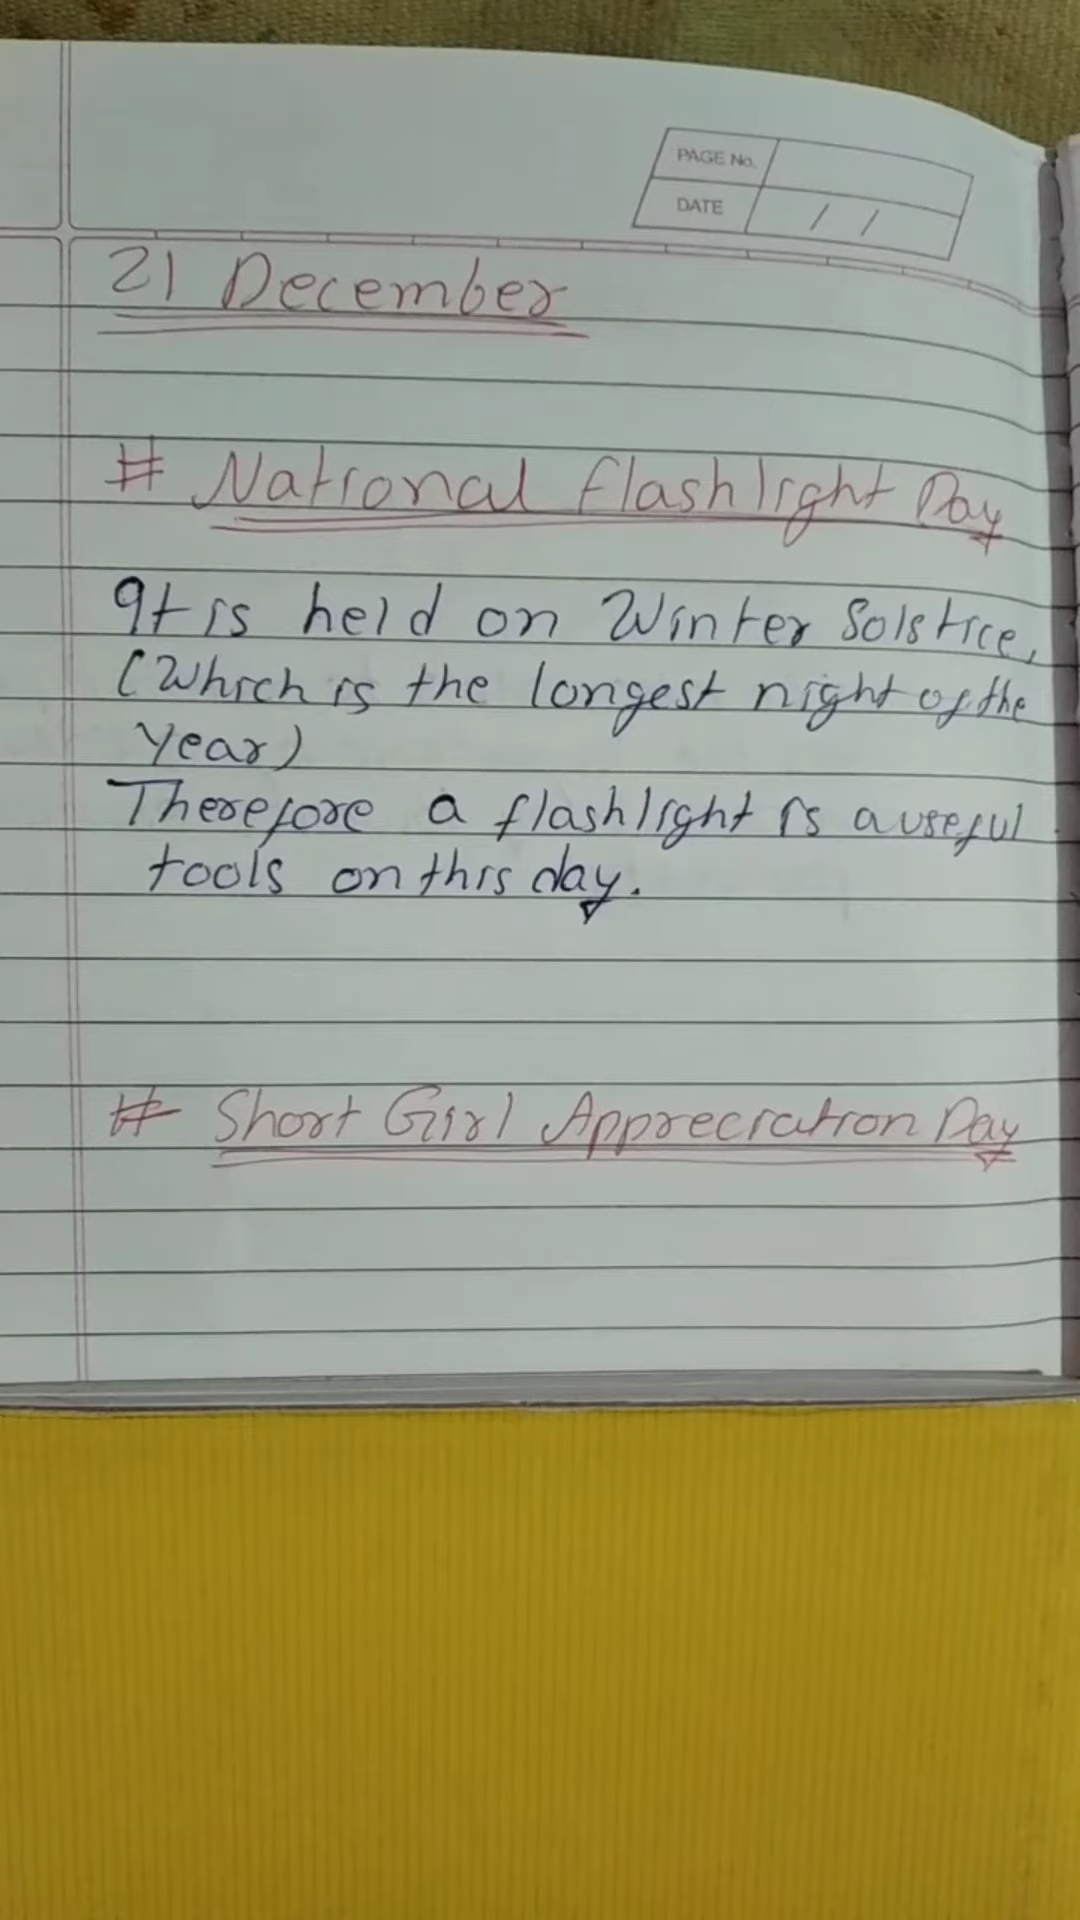 PAGE No.
DATE / /
21 December
# National flashlight Day
It is held on Winter Solstice,
(Which is the longest night of the
year)
Therefore a flashlight is a useful
tools on this day.
# Short Girl Appreciation Day